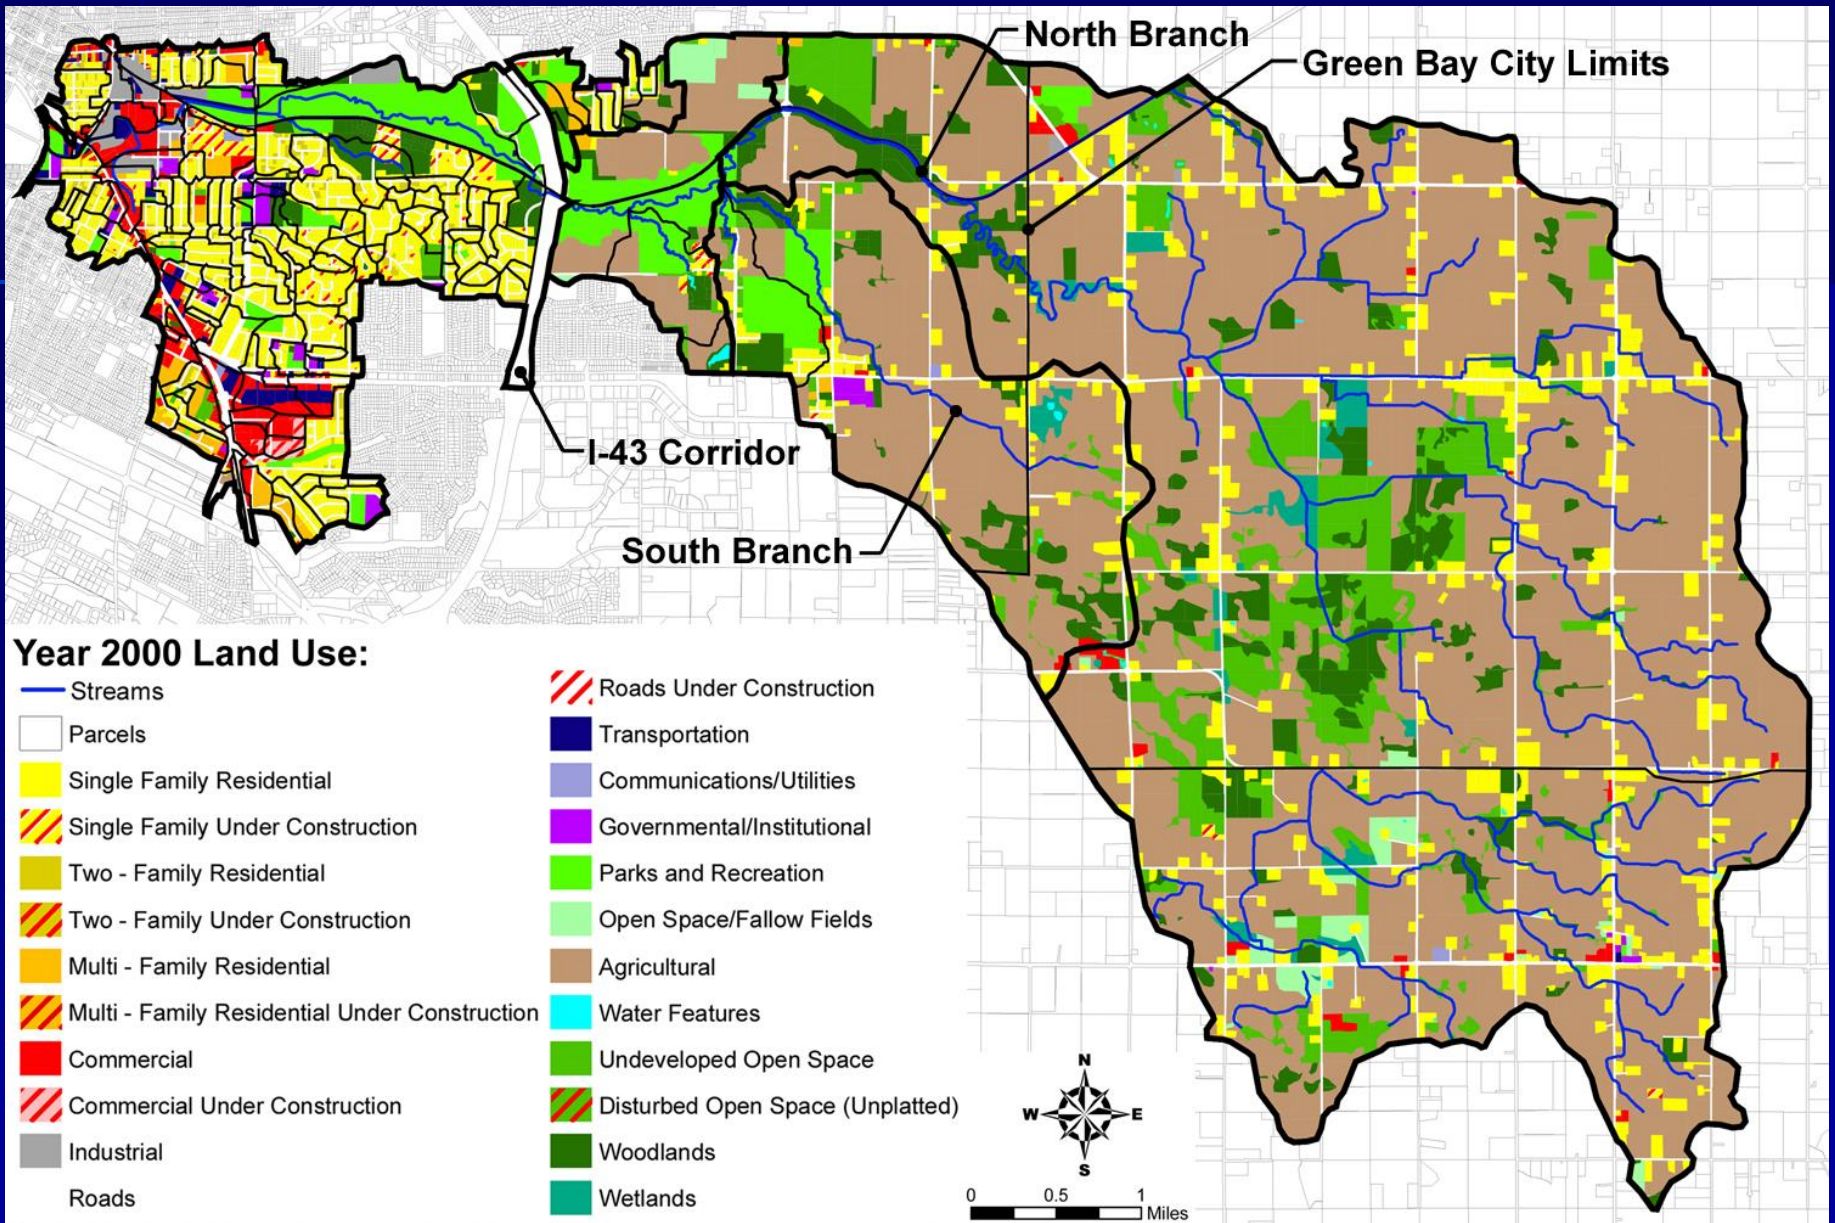 North Branch
Green Bay City Limits
I-43 Corridor
South Branch
Year 2000 Land Use:
Streams
Parcels
Single Family Residential
Single Family Under Construction
Two - Family Residential
Two - Family Under Construction
Multi - Family Residential
Multi - Family Residential Under Construction
Commercial
Commercial Under Construction
Industrial
Roads
Roads Under Construction
Transportation
Communications/Utilities
Governmental/Institutional
Parks and Recreation
Open Space/Fallow Fields
Agricultural
Water Features
Undeveloped Open Space
Disturbed Open Space (Unplatted)
Woodlands
Wetlands
N
W E
S
0 0.5 1
Miles